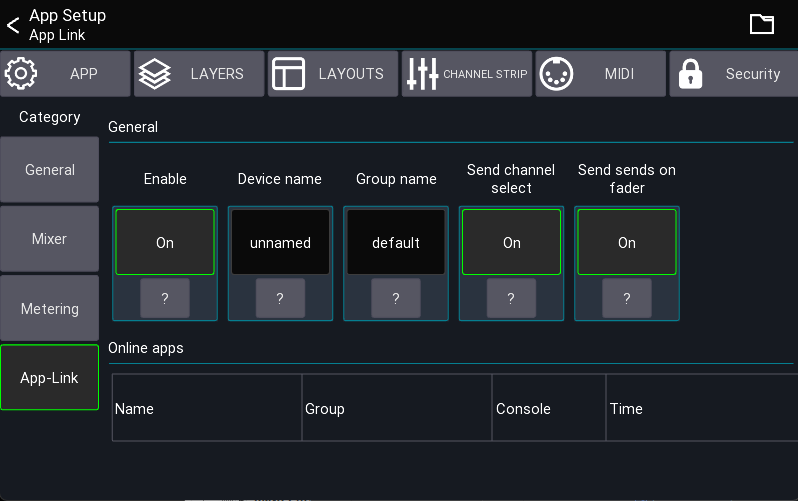 App Setup
App Link
APP
LAYERS
LAYOUTS
CHANNEL STRIP
MIDI
Security
Category
General
Mixer
Metering
App-Link
General
Enable
Device name
Group name
Send channel
select
Send sends on
fader
On
unnamed
default
On
On
?
?
?
?
?
Online apps
Name
Group
Console
Time